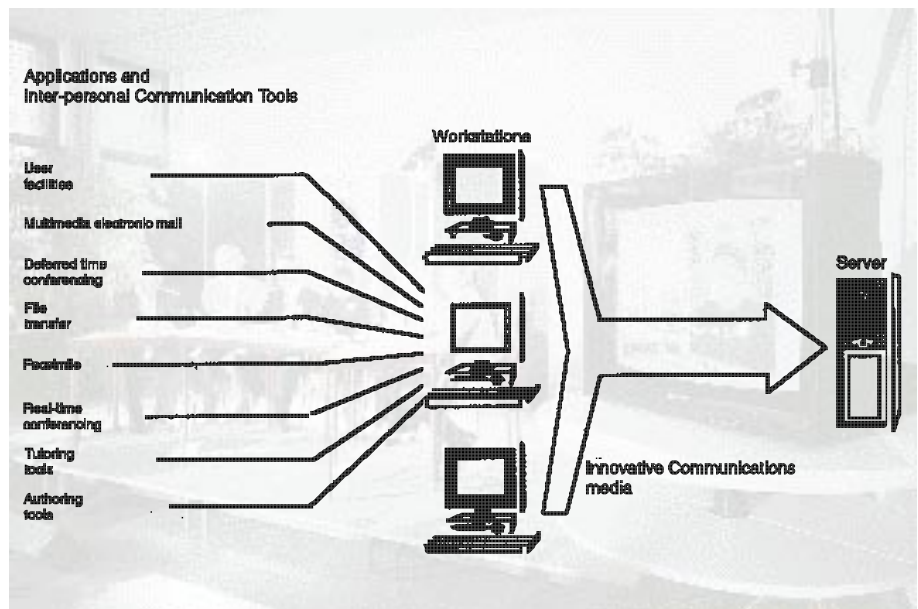 Applications and
Inter-personal Communication Tools
Workstations
User
facilities
Multimedia electronic mail
Deferred time
conferencing
File
transfer
Facsimile
Real-time
conferencing
Tutoring
tools
Authoring
tools
Server
Innovative Communications
media